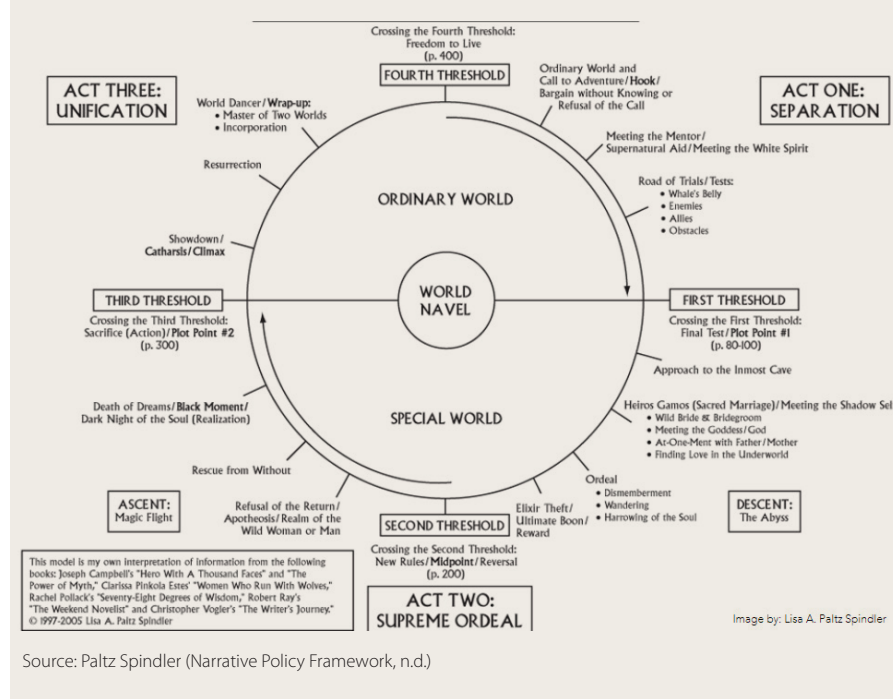 Crossing the Fourth Threshold:
Freedom to Live
(p. 400)
FOURTH THRESHOLD
ACT THREE:
UNIFICATION
ACT ONE:
SEPARATION
Ordinary World and
Call to Adventure/Hook/
Bargain without Knowing or
Refusal of the Call
World Dancer/Wrap-up:
• Master of Two Worlds
• Incorporation
Meeting the Mentor/
Supernatural Aid/Meeting the White Spirit
Resurrection
Road of Trials/Tests:
• Whale's Belly
• Enemies
• Allies
• Obstacles
ORDINARY WORLD
Showdown/
Catharsis/Climax
WORLD
NAVEL
THIRD THRESHOLD
Crossing the Third Threshold:
Sacrifice (Action)/Plot Point #2
(p. 300)
FIRST THRESHOLD
Crossing the First Threshold:
Final Test/Plot Point #1
(p. 80-100)
Approach to the Inmost Cave
SPECIAL WORLD
Death of Dreams/Black Moment/
Dark Night of the Soul (Realization)
Heiros Gamos (Sacred Marriage)/Meeting the Shadow Sel
• Wild Bride & Bridegroom
• Meeting the Goddess/God
• At-One-Ment with Father/Mother
• Finding Love in the Underworld
Rescue from Without
Ordeal
• Dismemberment
• Wandering
• Harrowing of the Soul
ASCENT:
Magic Flight
Refusal of the Return/
Apotheosis/Realm of the
Wild Woman or Man
SECOND THRESHOLD
Elixir Theft/
Ultimate Boon/
Reward
DESCENT:
The Abyss
Crossing the Second Threshold:
New Rules/Midpoint/Reversal
(p. 200)
This model is my own interpretation of information from the following
books: Joseph Campbell's "Hero With A Thousand Faces" and "The
Power of Myth," Clarissa Pinkola Estes' "Women Who Run With Wolves,"
Rachel Pollack's "Seventy-Eight Degrees of Wisdom," Robert Ray's
"The Weekend Novelist" and Christopher Vogler's "The Writer's Journey."
© 1997-2005 Lisa A. Paltz Spindler
ACT TWO:
SUPREME ORDEAL
Image by: Lisa A. Paltz Spindler
Source: Paltz Spindler (Narrative Policy Framework, n.d.)